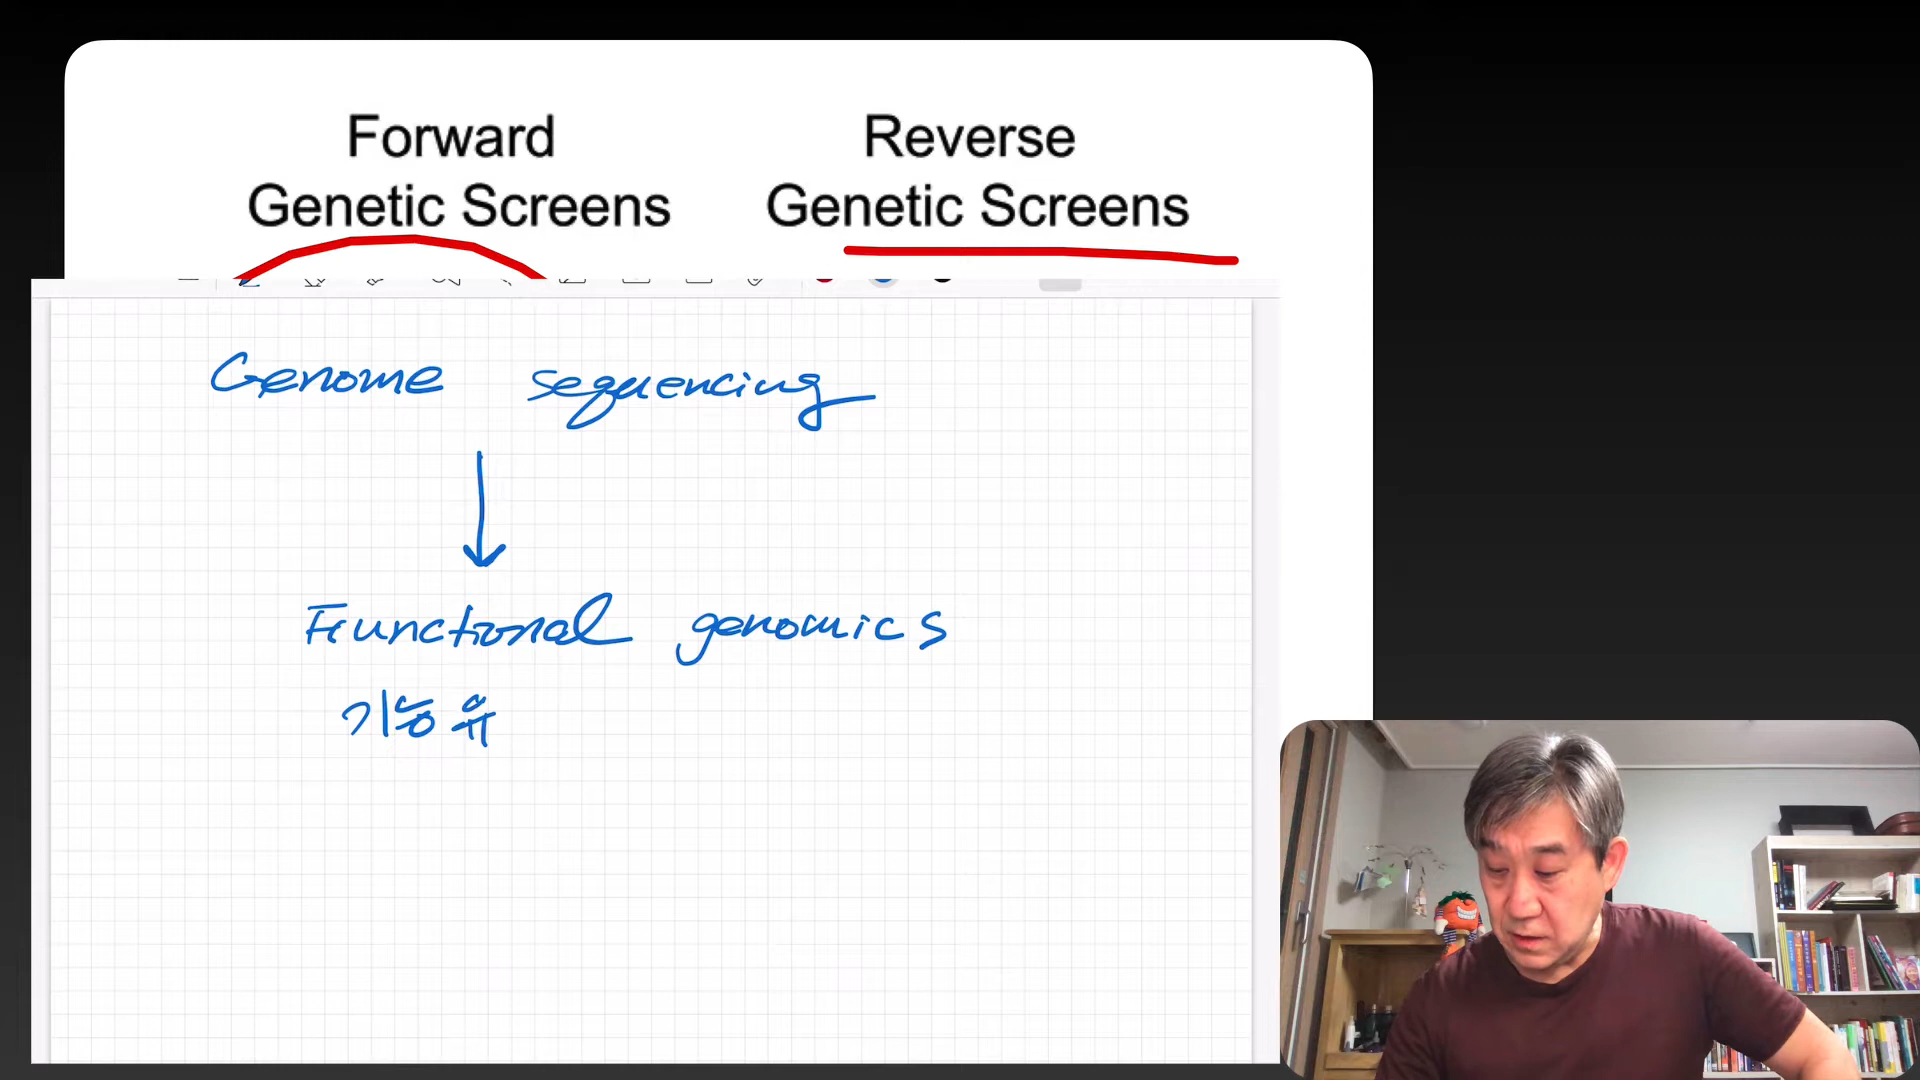 Forward Reverse
Genetic Screens Genetic Screens
Genome sequencing
Functional genomics
기능유